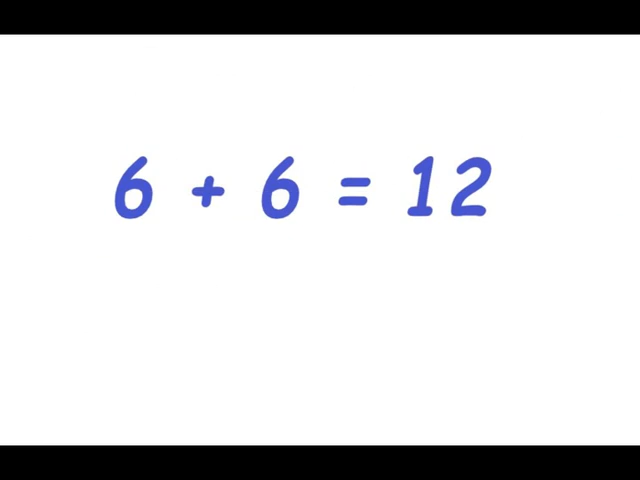 6 + 6 = 12